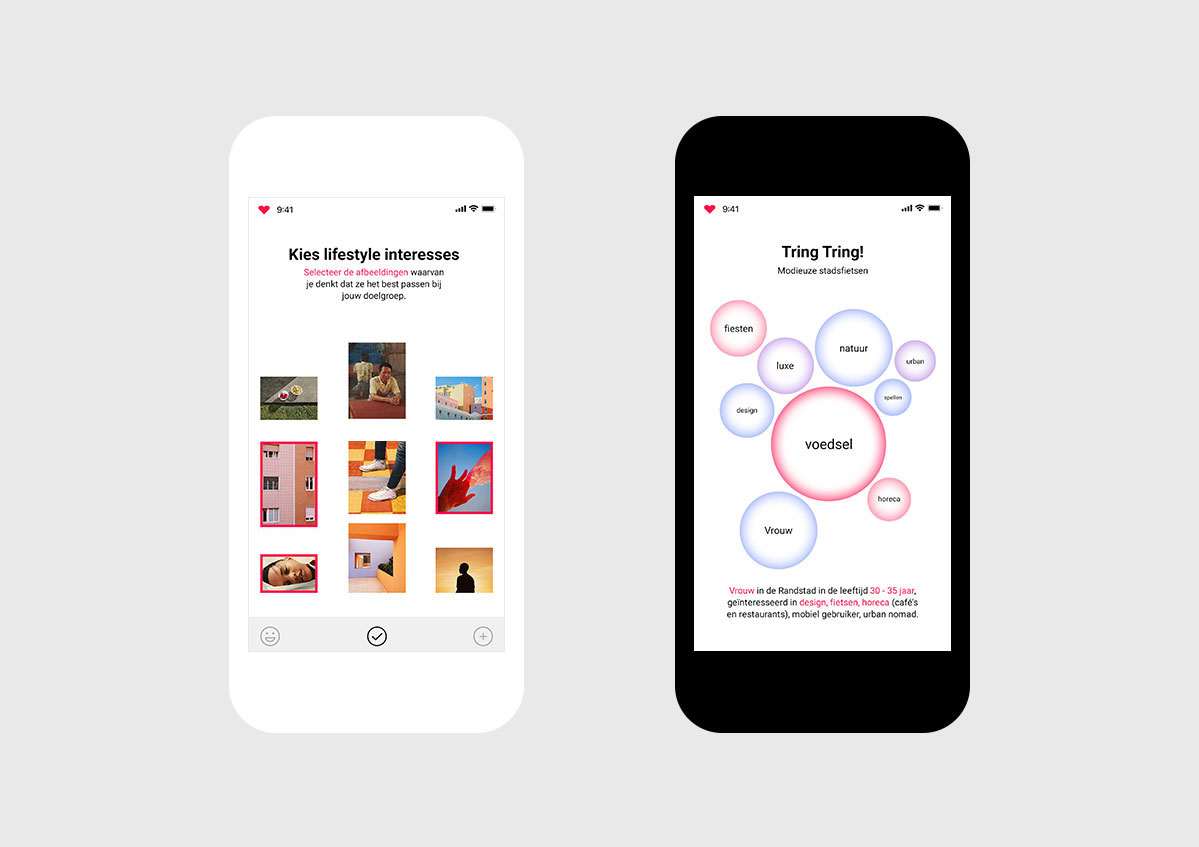 9:41
Kies lifestyle interesses
Selecteer de afbeeldingen waarvan
je denkt dat ze het best passen bij
jouw doelgroep.
9:41
Tring Tring!
Modieuze stadsfietsen
fiesten
natuur
luxe
urban
spellen
design
voedsel
horeca
Vrouw
Vrouw in de Randstad in de leeftijd 30 - 35 jaar,
geïnteresseerd in design, fietsen, horeca (café's
en restaurants), mobiel gebruiker, urban nomad.